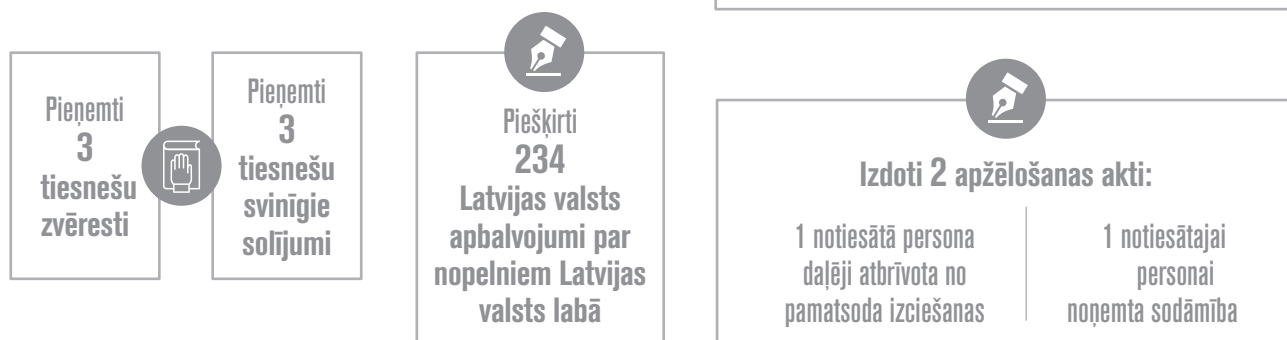 Pieņemti
3
tiesnešu
zvēresti
Pieņemti
3
tiesnešu
svinīgie
solījumi
Piešķirti
234
Latvijas valsts
apbalvojumi par
nopelniem Latvijas
valsts labā
Izdoti 2 apžēlošanas akti:
1 notiesātā persona
daļēji atbrīvota no
pamatsoda izciešanas
1 notiesātajai
personai
noņemta sodāmība